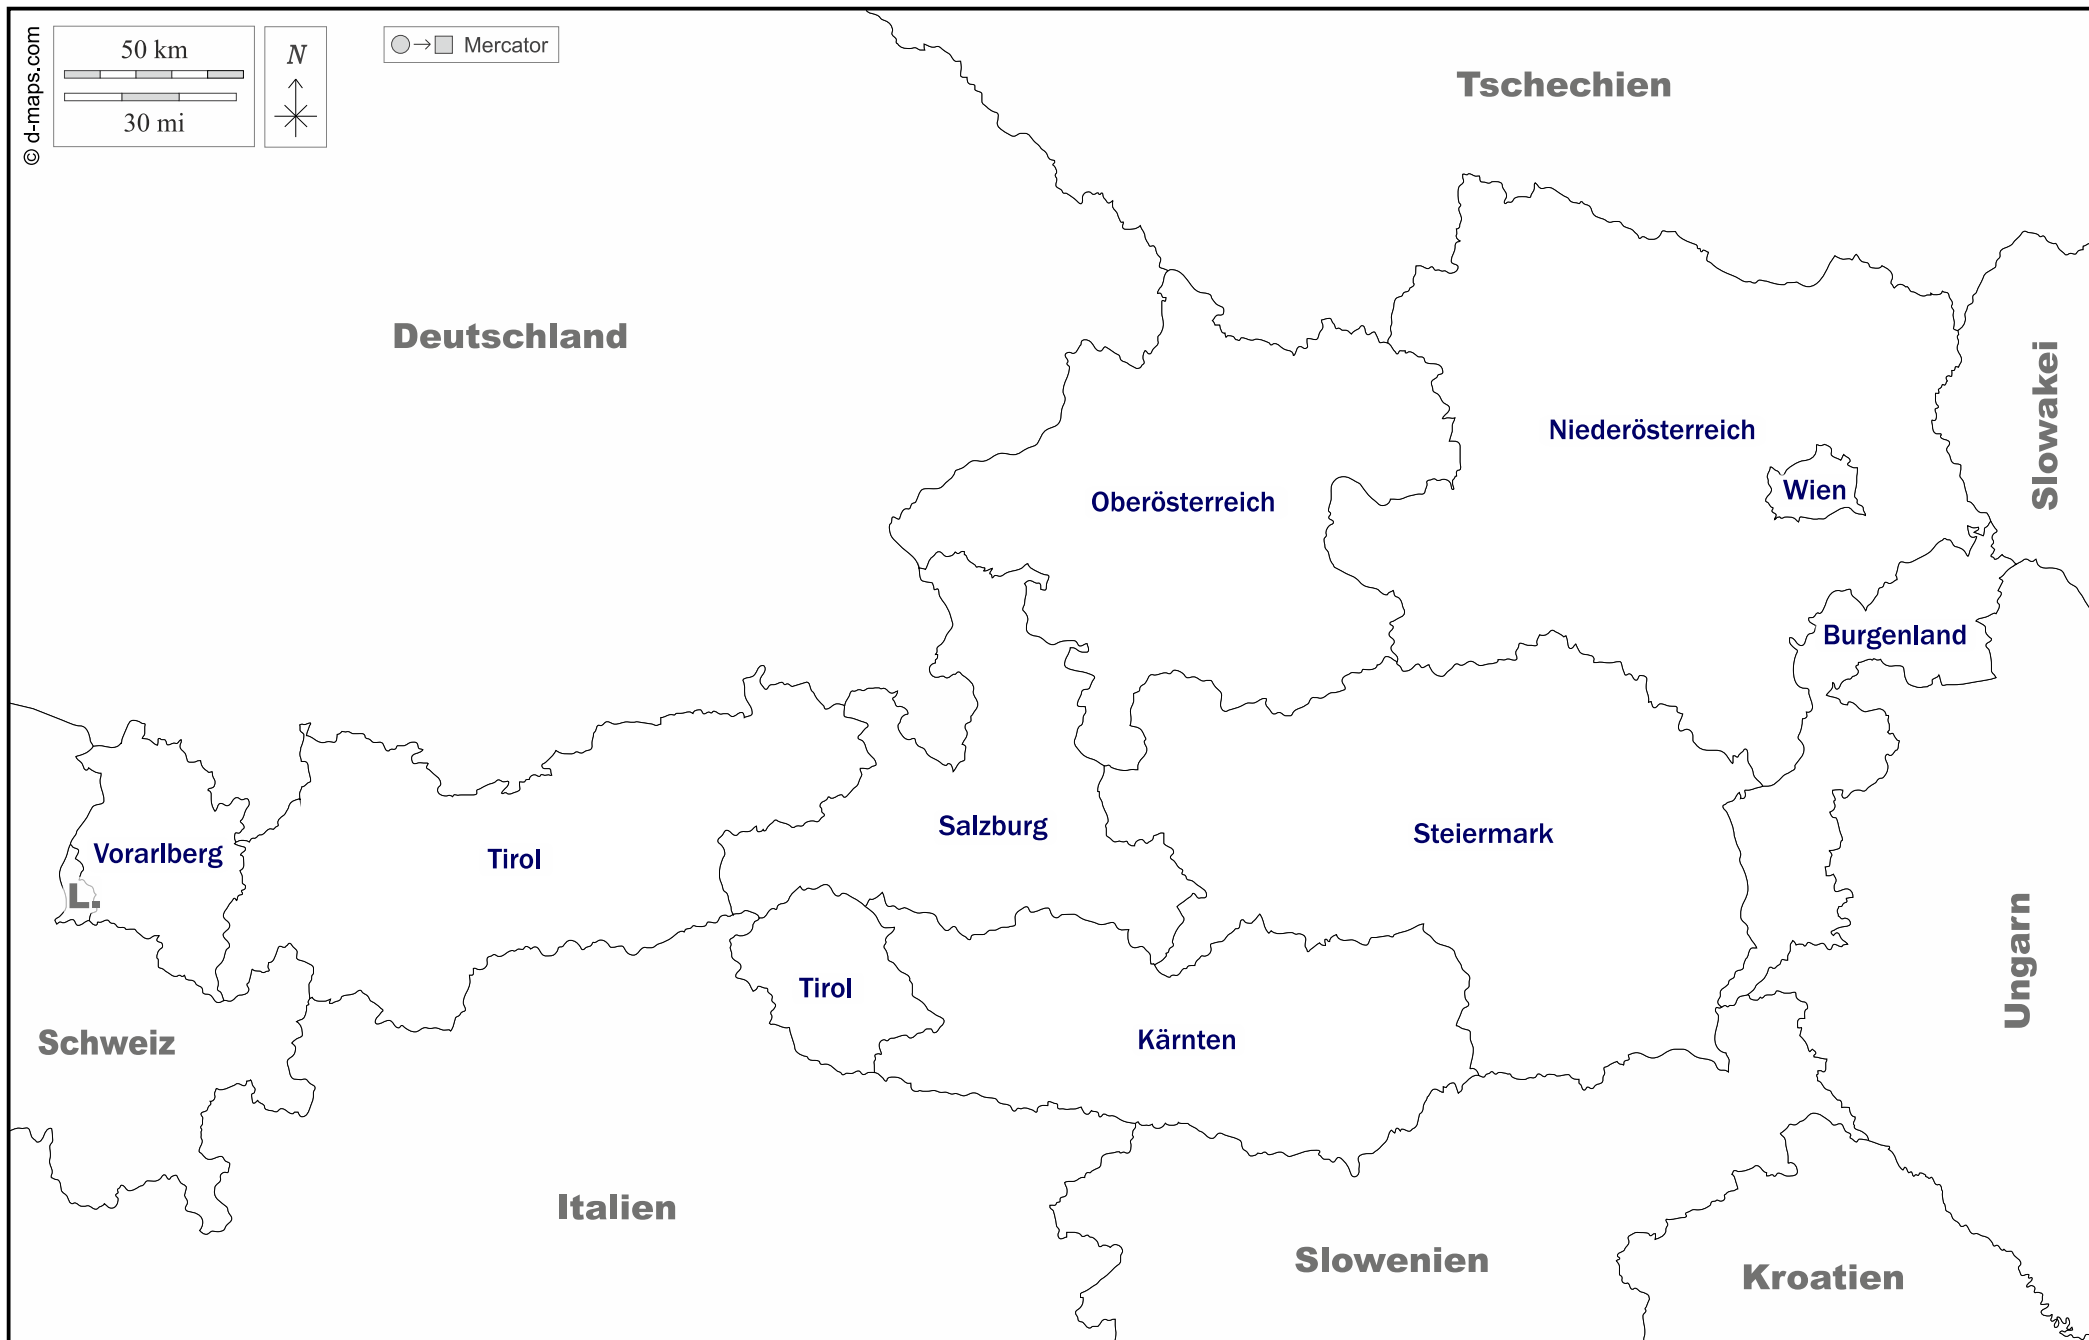 © d-maps.com
50 km
30 mi
N
Mercator
Tschechien
Deutschland
Slowakei
Niederösterreich
Wien
Oberösterreich
Burgenland
Salzburg
Steiermark
Vorarlberg
Tirol
L.
Ungarn
Tirol
Schweiz
Kärnten
Italien
Slowenien
Kroatien